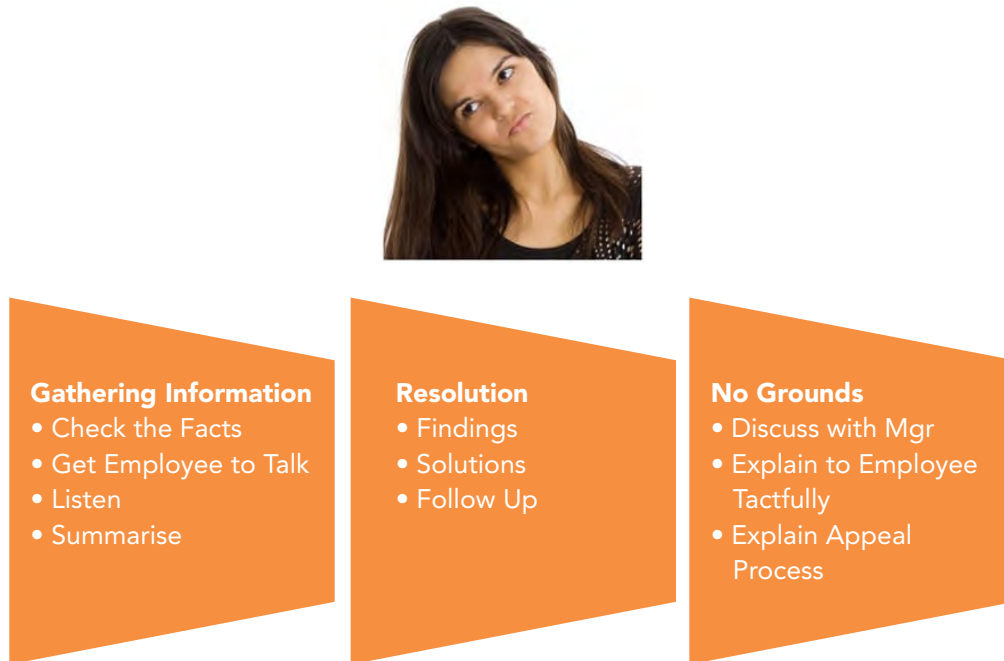 Gathering Information
• Check the Facts
• Get Employee to Talk
• Listen
• Summarise
Resolution
• Findings
• Solutions
• Follow Up
No Grounds
• Discuss with Mgr
• Explain to Employee
Tactfully
• Explain Appeal
Process